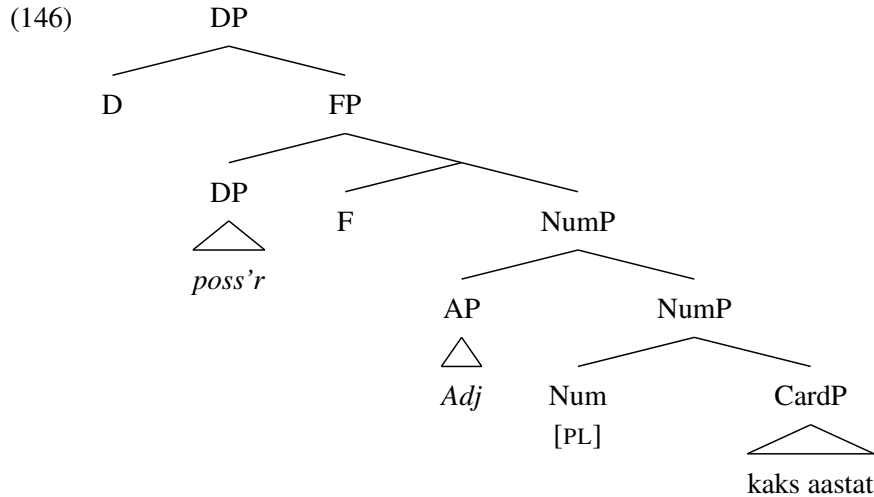 (146) DP
D FP
DP F NumP
poss'r AP NumP
Adj Num CardP
[PL] kaks aastat